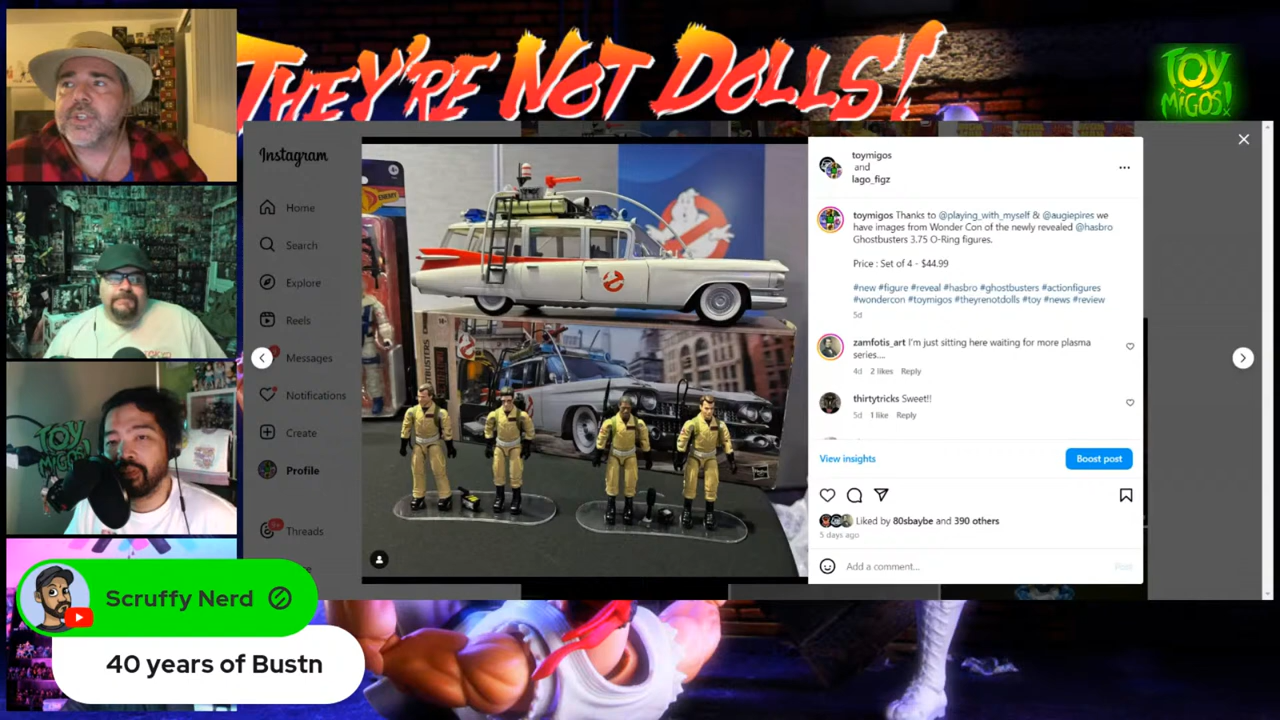 THEY'RE NOT DOLLS!
TOY
MIGOS!
Instagram
Home
Search
Explore
Reels
Messages
Notifications
Create
Profile
Threads
toymigos
and
lago_figz
toymigos Thanks to @playing_with_myself & @augiepires we
have images from Wonder Con of the newly revealed @hasbro
Ghostbusters 3.75 O-Ring figures.
Price : Set of 4 - $44.99
#new #figure #reveal #hasbro #ghostbusters #actionfigures
#wondercon #toymigos #theyrenotdolls #toy #news #review
5d
zamfotis_art I'm just sitting here waiting for more plasma
series....
4d 2 likes Reply
thirtytricks Sweet!!
5d 1 like Reply
View insights
Boost post
Liked by 80sbaybe and 390 others
5 days ago
Add a comment...
Post
TOY
MIGOS
Scruffy Nerd
40 years of Bustn